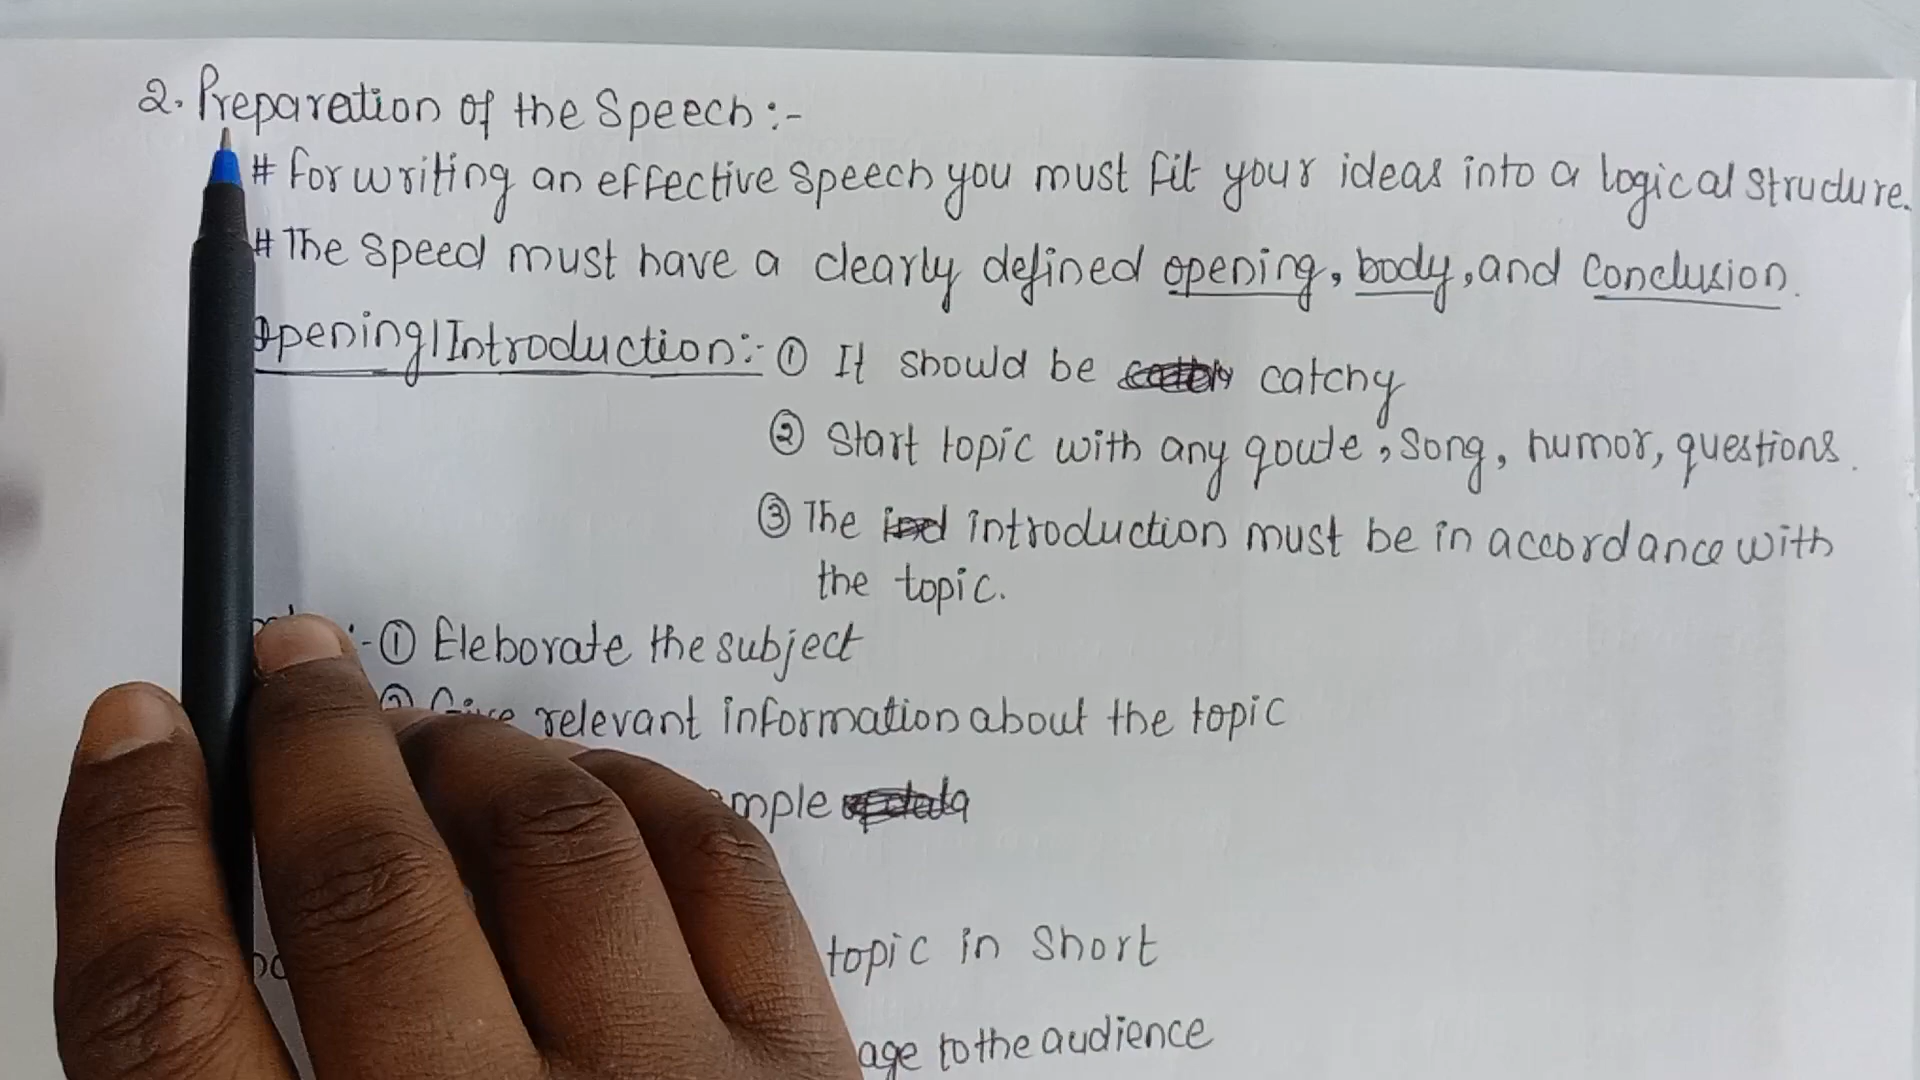 2. Preparation of the Speech :-
# for writing an effective speech you must fit your ideas into a logical structure.
# The speed must have a clearly defined opening, body, and conclusion.
Opening/Introduction :- ① It should be catchy
② Start topic with any qoute, song, humor, questions.
③ The introduction must be in accordance with
the topic.
:- ① Eleborate the subject
② Give relevant information about the topic
topic in short
to the audience